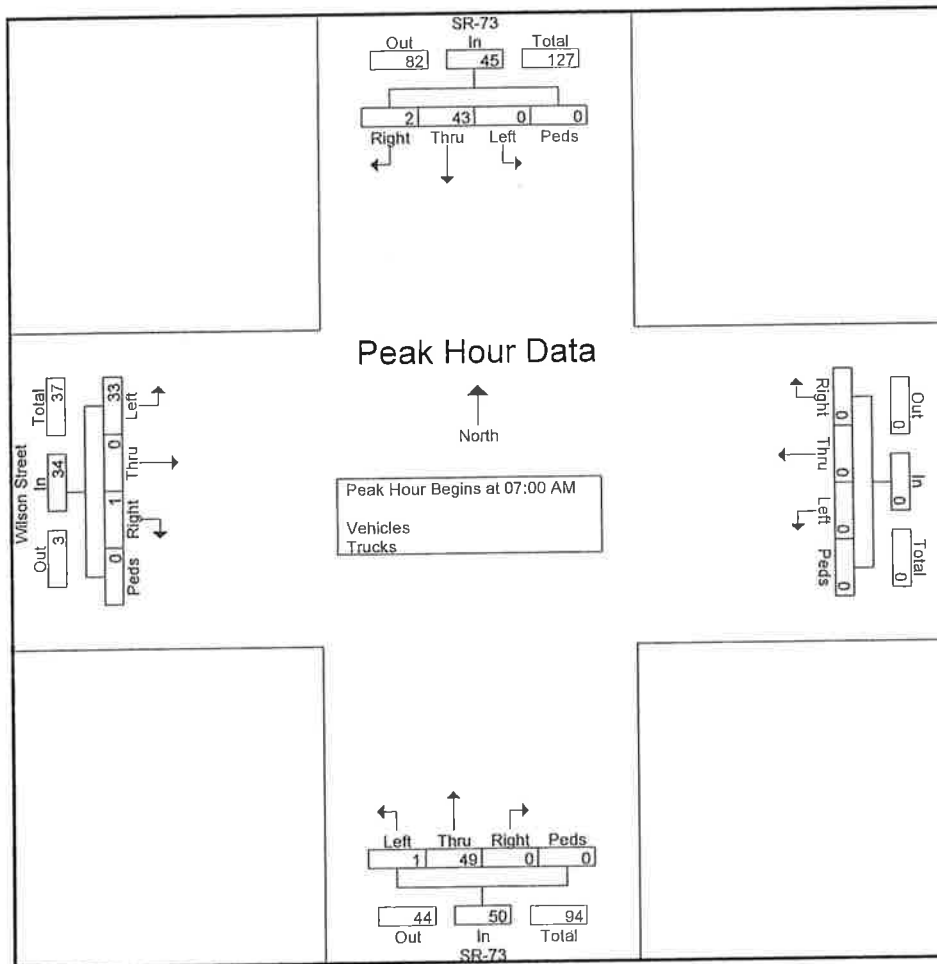 SR-73
Out In Total
82 45 127
2 43 0 0
Right Thru Left Peds
Peak Hour Data
North
Peak Hour Begins at 07:00 AM
Vehicles
Trucks
Wilson Street
Total In Out
37 34 3
33 0 1 0
Left Thru Right Peds
Right Thru Left Peds
0 0 0 0
Out In Total
0 0 0
Left Thru Right Peds
1 49 0 0
44 50 94
Out In Total
SR-73